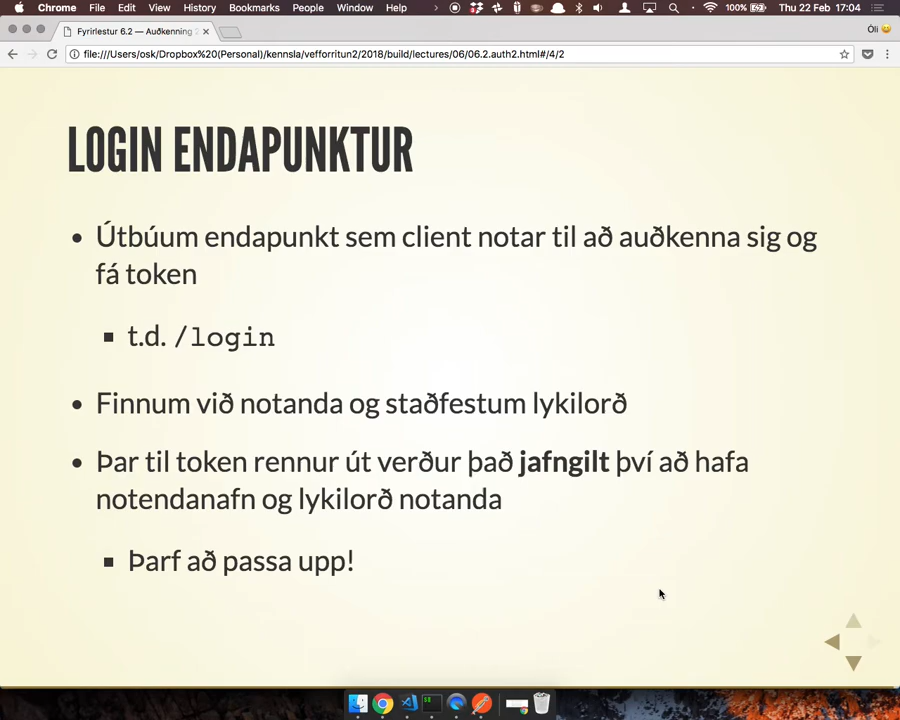 Chrome File Edit View History Bookmarks People Window Help
100% Thu 22 Feb 17:04
Fyrirlestur 6.2 — Auðkenning
Óli
file:///Users/osk/Dropbox%20(Personal)/kennsla/vefforritun2/2018/build/lectures/06/06.2.auth2.html#/4/2
LOGIN ENDAPUNKTUR
Útbúum endapunkt sem client notar til að auðkenna sig og
fá token
t.d. /login
Finnum við notanda og staðfestum lykilorð
Þar til token rennur út verður það jafngilt því að hafa
notendanafn og lykilorð notanda
Þarf að passa upp!